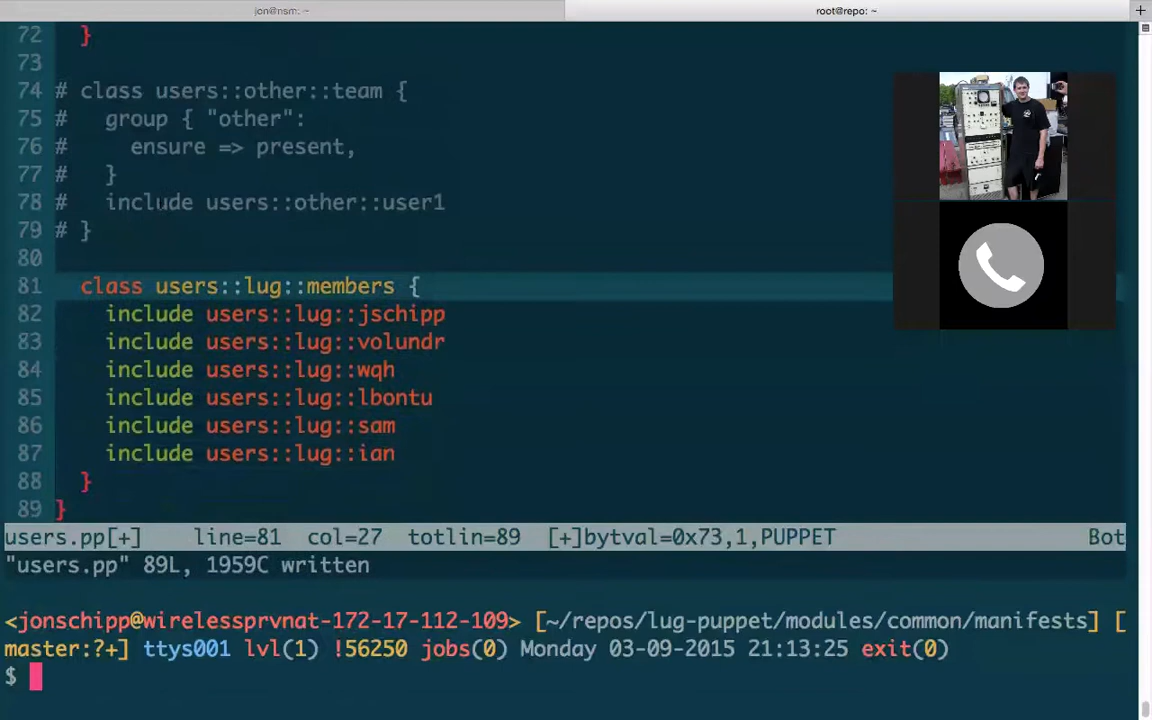 jon@nsm: ~
root@repo: ~
72 }
73
74 # class users::other::team {
75 # group { "other":
76 # ensure => present,
77 # }
78 # include users::other::user1
79 # }
80
81 class users::lug::members {
82 include users::lug::jschipp
83 include users::lug::volundr
84 include users::lug::wqh
85 include users::lug::lbontu
86 include users::lug::sam
87 include users::lug::ian
88 }
89 }
users.pp[+] line=81 col=27 totlin=89 [+]bytval=0x73,1,PUPPET Bot
"users.pp" 89L, 1959C written
<jonschipp@wirelessprvnat-172-17-112-109> [~/repos/lug-puppet/modules/common/manifests] [
master:?+] ttys001 lvl(1) !56250 jobs(0) Monday 03-09-2015 21:13:25 exit(0)
$